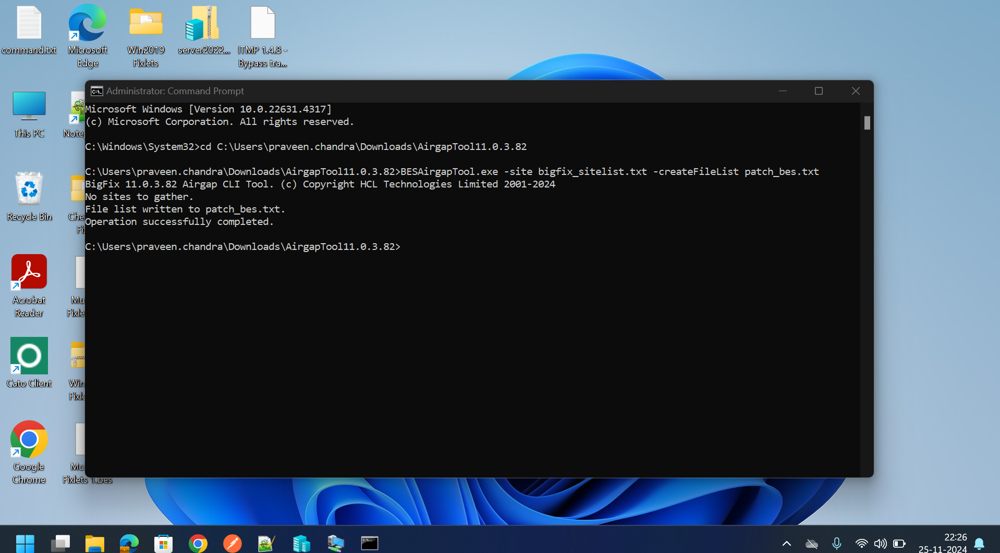 command.txt
Microsoft
Edge
Win2019
Fixlets
server2022...
ITMP 1.4.8 -
Bypass tra...
This PC
Note
Recycle Bin
Che
Fi
Acrobat
Reader
Mu
Fixle
Cato Client
Win
Fixle
Google
Chrome
Mu
Fixlets 1.bes
Administrator: Command Prompt
Microsoft Windows [Version 10.0.22631.4317]
(c) Microsoft Corporation. All rights reserved.
C:\Windows\System32>cd C:\Users\praveen.chandra\Downloads\AirgapTool11.0.3.82
C:\Users\praveen.chandra\Downloads\AirgapTool11.0.3.82>BESAirgapTool.exe -site bigfix_sitelist.txt -createFileList patch_bes.txt
BigFix 11.0.3.82 Airgap CLI Tool. (c) Copyright HCL Technologies Limited 2001-2024
No sites to gather.
File list written to patch_bes.txt.
Operation successfully completed.
C:\Users\praveen.chandra\Downloads\AirgapTool11.0.3.82>
22:26
25-11-2024